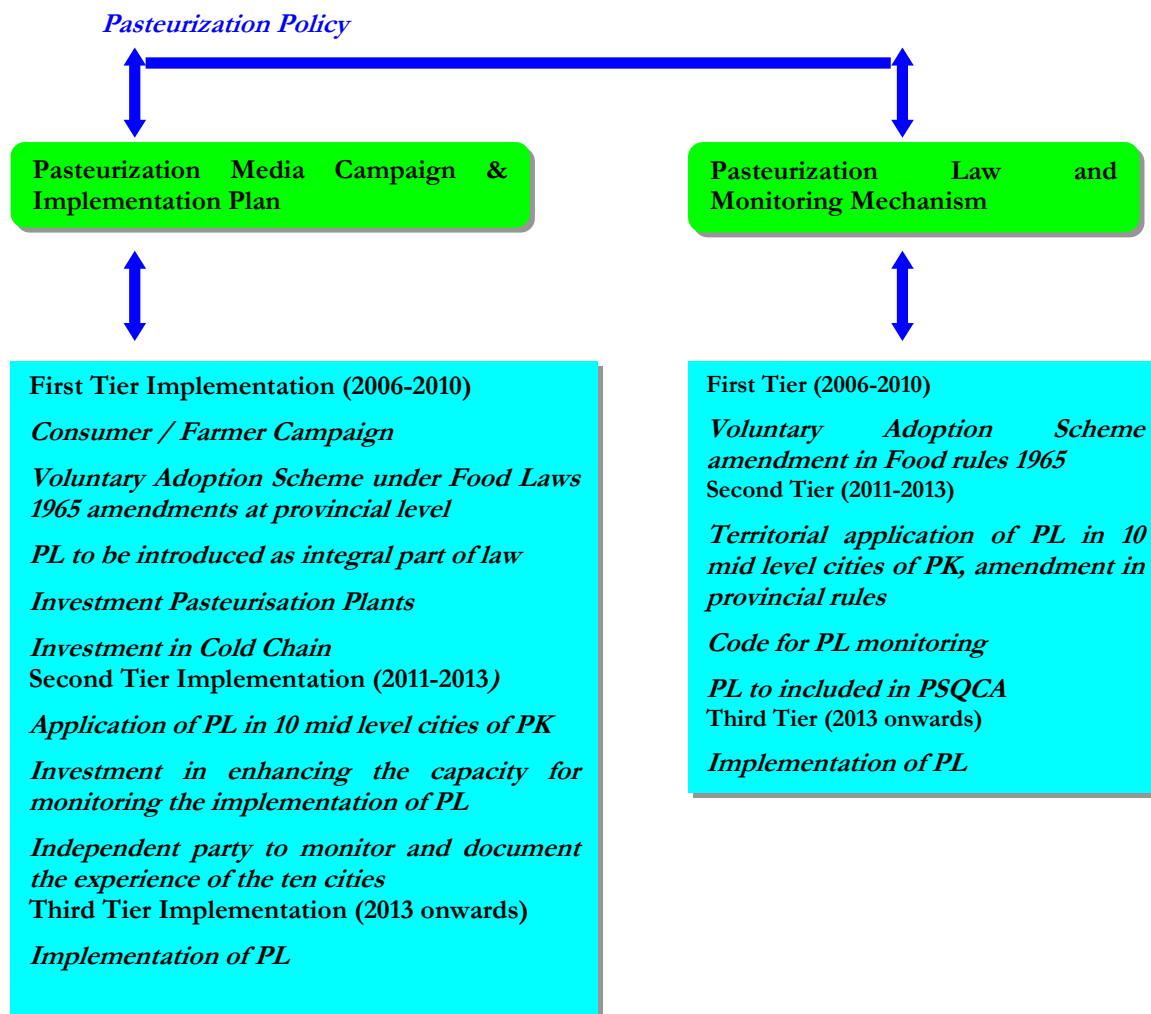 Pasteurization Policy
Pasteurization Media Campaign &
Implementation Plan
First Tier Implementation (2006-2010)
Consumer / Farmer Campaign
Voluntary Adoption Scheme under Food Laws
1965 amendments at provincial level
PL to be introduced as integral part of law
Investment Pasteurisation Plants
Investment in Cold Chain
Second Tier Implementation (2011-2013)
Application of PL in 10 mid level cities of PK
Investment in enhancing the capacity for
monitoring the implementation of PL
Independent party to monitor and document
the experience of the ten cities
Third Tier Implementation (2013 onwards)
Implementation of PL
Pasteurization Law and
Monitoring Mechanism
First Tier (2006-2010)
Voluntary Adoption Scheme
amendment in Food rules 1965
Second Tier (2011-2013)
Territorial application of PL in 10
mid level cities of PK, amendment in
provincial rules
Code for PL monitoring
PL to included in PSQCA
Third Tier (2013 onwards)
Implementation of PL